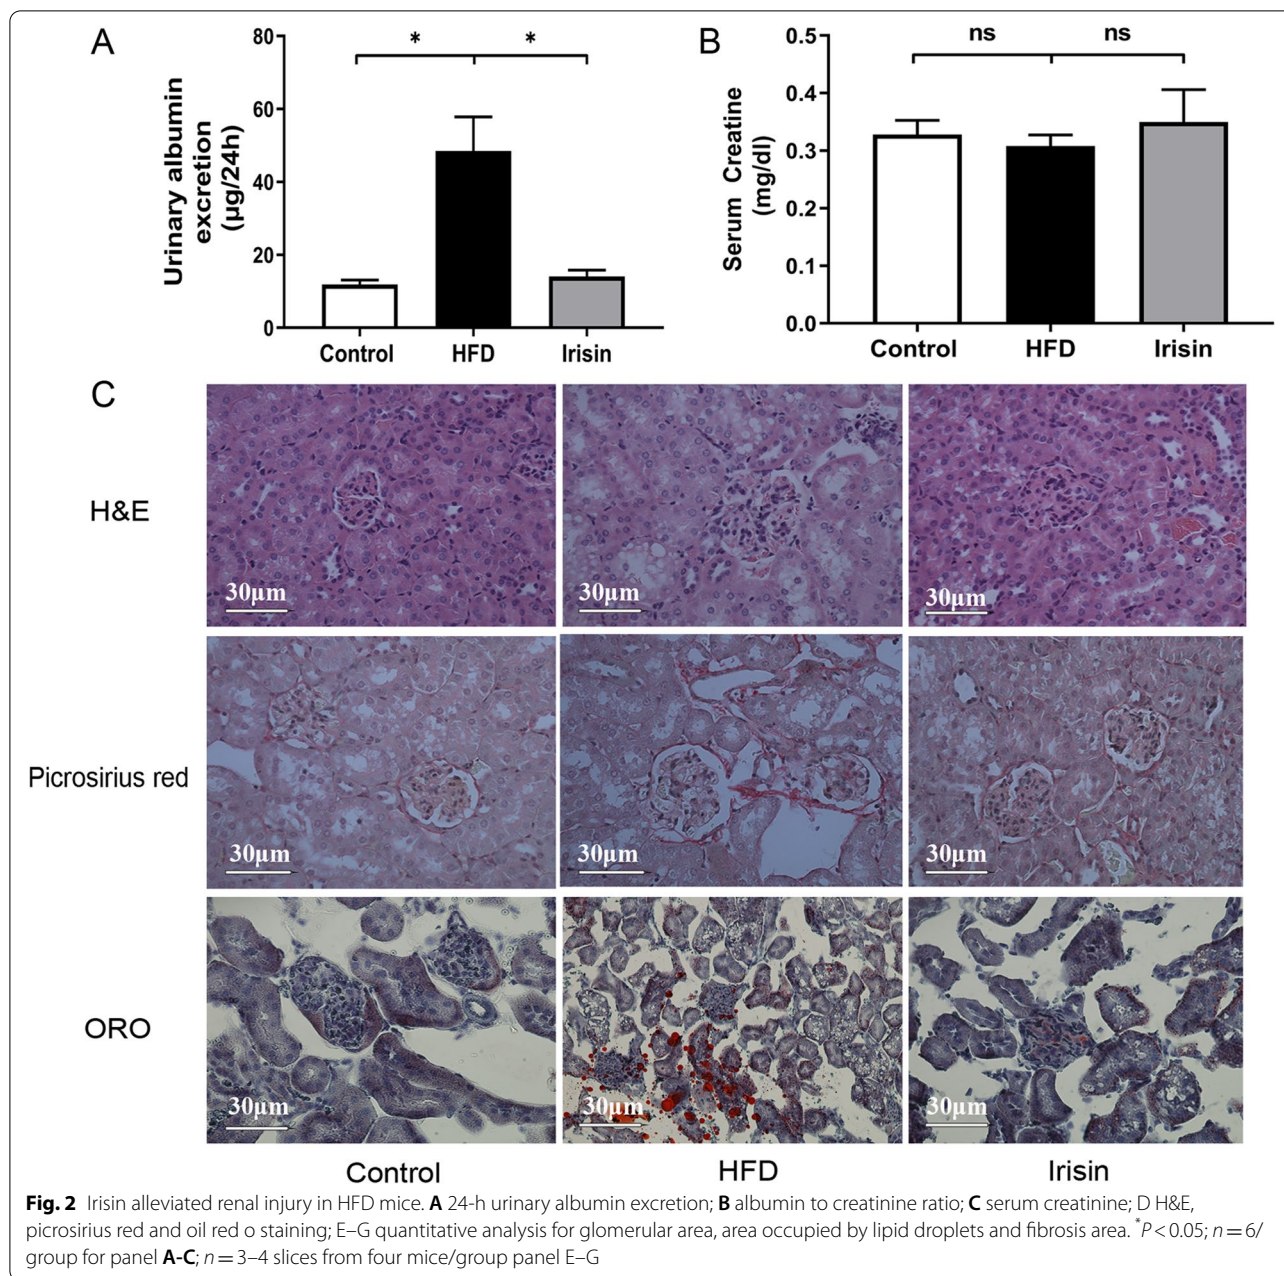 A
80
60
40
20
0
Urinary albumin
excretion
(µg/24h)
* *
Control HFD Irisin
B
0.5
0.4
0.3
0.2
0.1
0.0
Serum Creatine
(mg/dl)
ns ns
Control HFD Irisin
C
H&E
30µm 30µm 30µm
Picrosirius red
30µm 30µm 30µm
ORO
30µm 30µm 30µm
Control HFD Irisin
Fig. 2 Irisin alleviated renal injury in HFD mice. A 24-h urinary albumin excretion; B albumin to creatinine ratio; C serum creatinine; D H&E,
picrosirius red and oil red o staining; E–G quantitative analysis for glomerular area, area occupied by lipid droplets and fibrosis area. *P < 0.05; n = 6/
group for panel A-C; n = 3–4 slices from four mice/group panel E–G